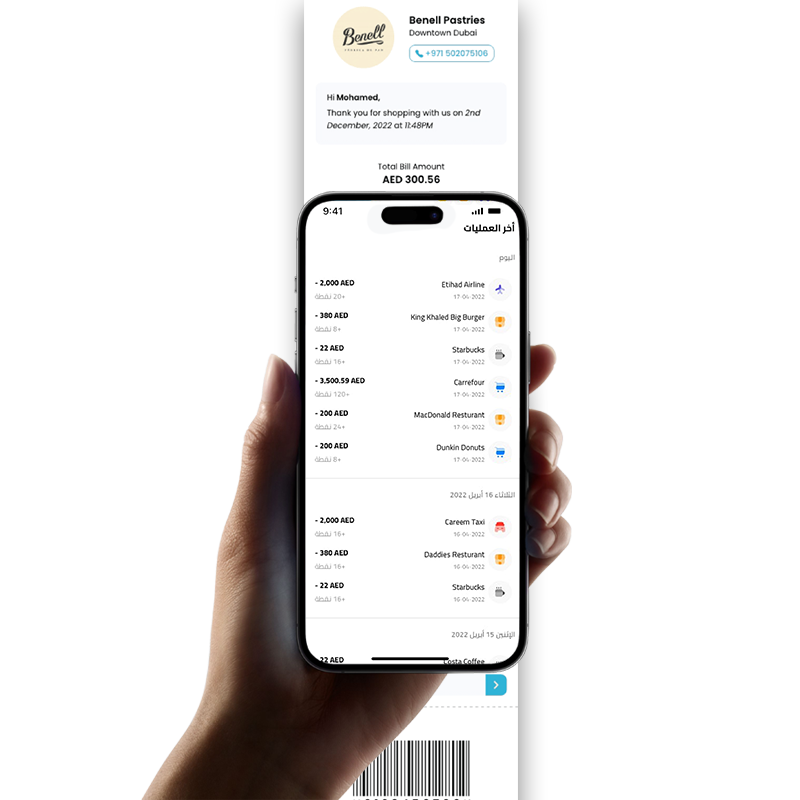 Benell
Benell Pastries
Downtown Dubai
+971 502075106
Hi Mohamed,
Thank you for shopping with us on 2nd
December, 2022 at 11:48PM
Total Bill Amount
AED 300.56
9:41
أخر العمليات
اليوم
Etihad Airline - 2,000 AED
17-04-2022 +20 نقطة
King Khaled Big Burger - 380 AED
17-04-2022 +8 نقطة
Starbucks - 22 AED
17-04-2022 +16 نقطة
Carrefour - 3,500.59 AED
17-04-2022 +120 نقطة
MacDonald Resturant - 200 AED
17-04-2022 +24 نقطة
Dunkin Donuts - 200 AED
17-04-2022 +8 نقطة
الثلاثاء 16 أبريل 2022
Careem Taxi - 2,000 AED
16-04-2022 +16 نقطة
Daddies Resturant - 380 AED
16-04-2022 +16 نقطة
Starbucks - 22 AED
16-04-2022 +16 نقطة
الإثنين 15 أبريل 2022
Costa Coffee - 22 AED